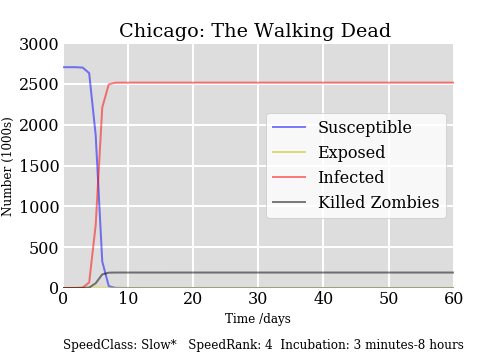 Chicago: The Walking Dead
3000
2500
2000
1500
1000
500
0
Number (1000s)
Susceptible
Exposed
Infected
Killed Zombies
0 10 20 30 40 50 60
Time /days
SpeedClass: Slow* SpeedRank: 4 Incubation: 3 minutes-8 hours